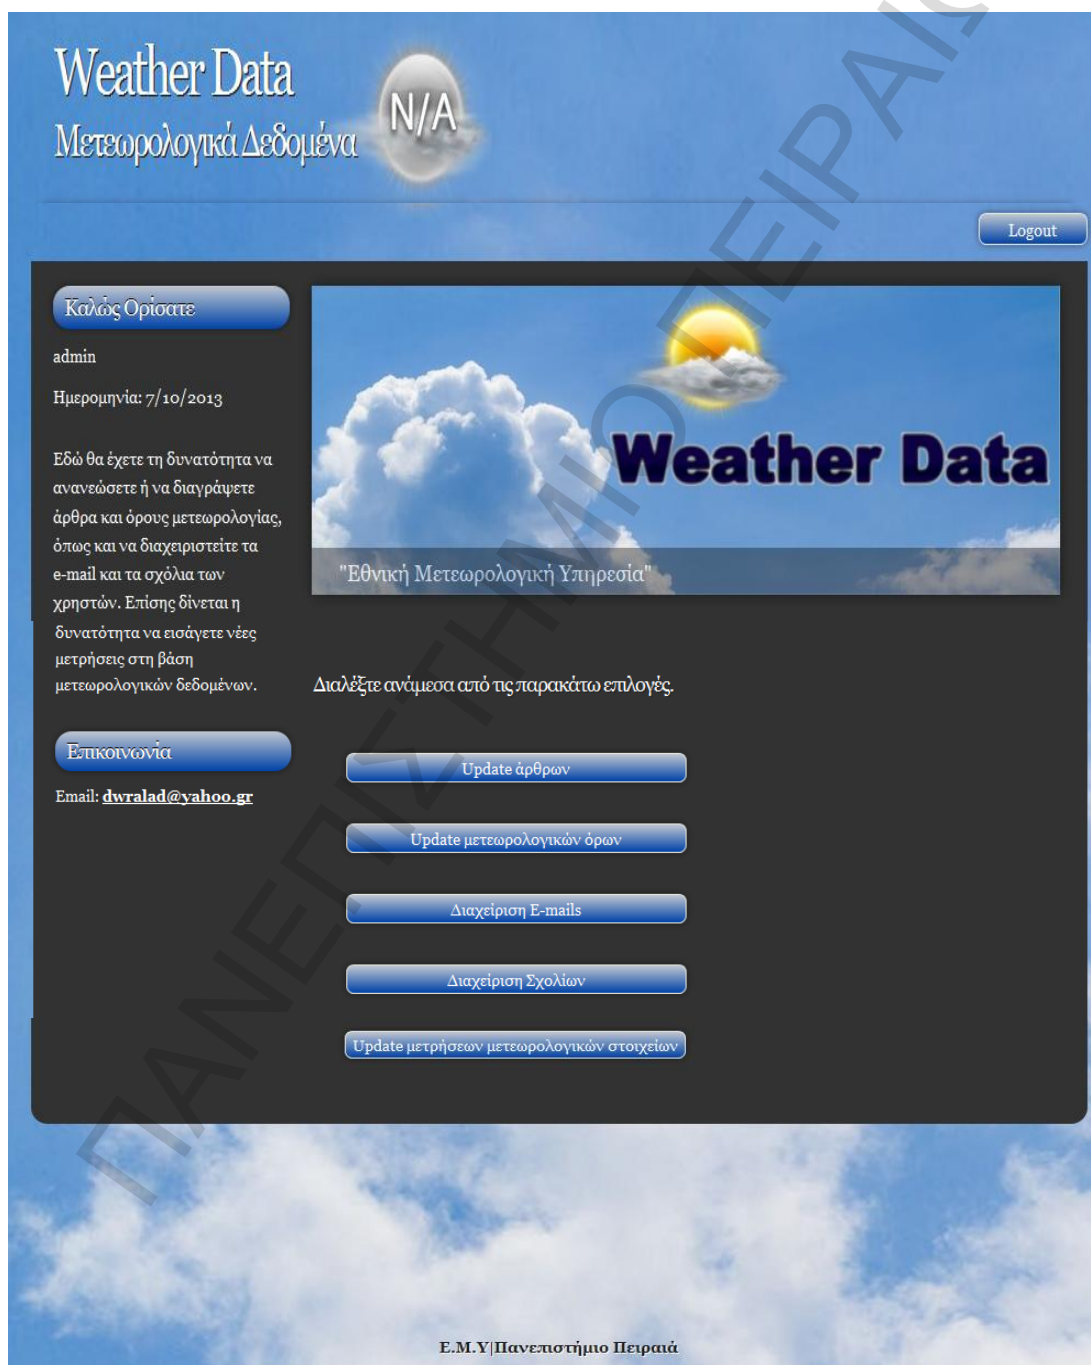 Weather Data
Μετεωρολογικά Δεδομένα
N/A
Logout
Καλώς Ορίσατε
admin
Ημερομηνία: 7/10/2013
Εδώ θα έχετε τη δυνατότητα να
ανανεώσετε ή να διαγράψετε
άρθρα και όρους μετεωρολογίας,
όπως και να διαχειριστείτε τα
e-mail και τα σχόλια των
χρηστών. Επίσης δίνεται η
δυνατότητα να εισάγετε νέες
μετρήσεις στη βάση
μετεωρολογικών δεδομένων.
Επικοινωνία
Email: dwralad@yahoo.gr
Weather Data
"Εθνική Μετεωρολογική Υπηρεσία"
Διαλέξτε ανάμεσα από τις παρακάτω επιλογές.
Update άρθρων
Update μετεωρολογικών όρων
Διαχείριση E-mails
Διαχείριση Σχολίων
Update μετρήσεων μετεωρολογικών στοιχείων
Ε.Μ.Υ|Πανεπιστήμιο Πειραιά
ΠΑΝΕΠΙΣΤΗΜΙΟ ΠΕΙΡΑΙΩ